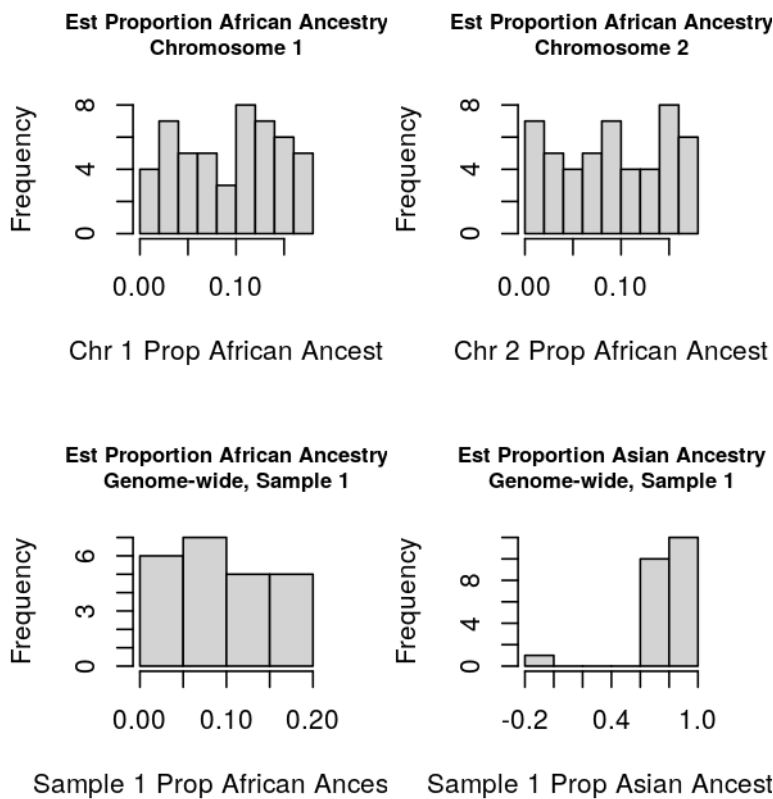 Est Proportion African Ancestry
Chromosome 1
Frequency
8
4
0
0.00 0.10
Chr 1 Prop African Ancest
Est Proportion African Ancestry
Chromosome 2
Frequency
8
4
0
0.00 0.10
Chr 2 Prop African Ancest
Est Proportion African Ancestry
Genome-wide, Sample 1
Frequency
6
3
0
0.00 0.10 0.20
Sample 1 Prop African Ances
Est Proportion Asian Ancestry
Genome-wide, Sample 1
Frequency
8
4
0
-0.2 0.4 1.0
Sample 1 Prop Asian Ancest